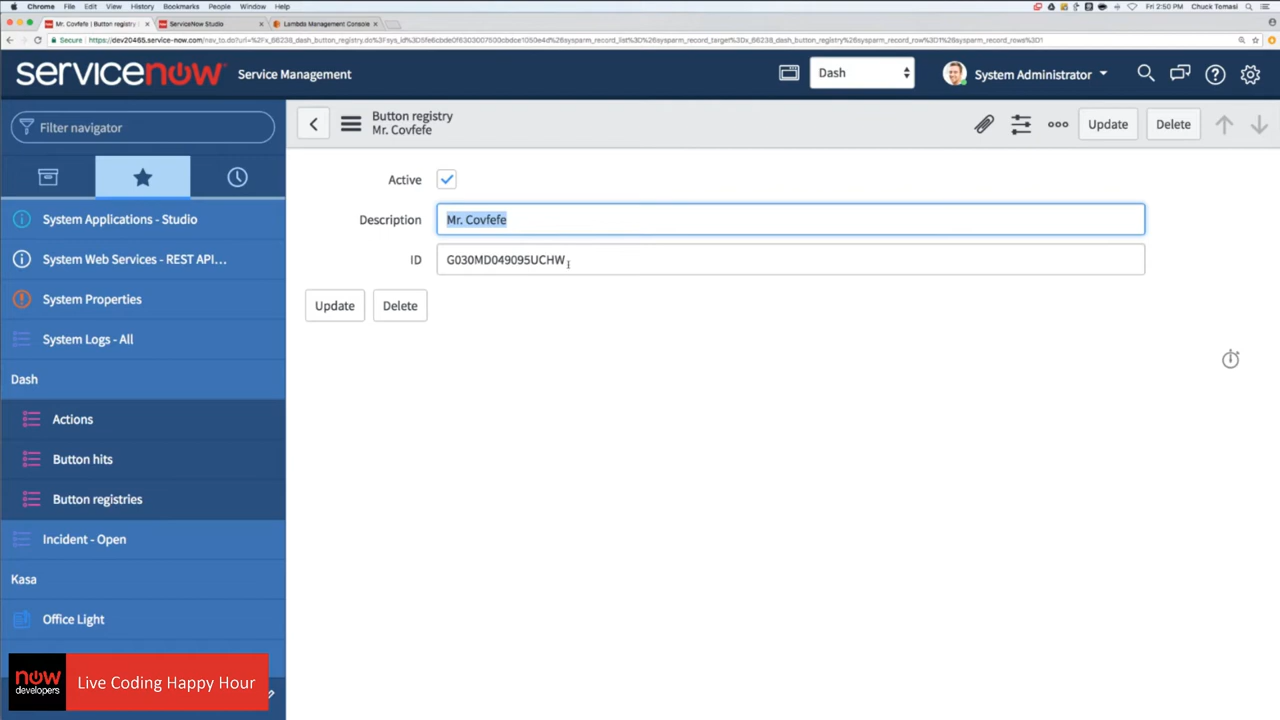 Chrome File Edit View History Bookmarks People Window Help
Fri 2:50 PM Chuck Tomasi
Mr. Covfefe | Button registry
ServiceNow Studio
Lambda Management Console
Secure
servicenow Service Management
Dash
System Administrator
Filter navigator
Button registry
Mr. Covfefe
Update
Delete
Active
System Applications - Studio
Description
Mr. Covfefe
System Web Services - REST API...
ID
G030MD049095UCHW
System Properties
Update
Delete
System Logs - All
Dash
Actions
Button hits
Button registries
Incident - Open
Kasa
Office Light
now
developers
Live Coding Happy Hour